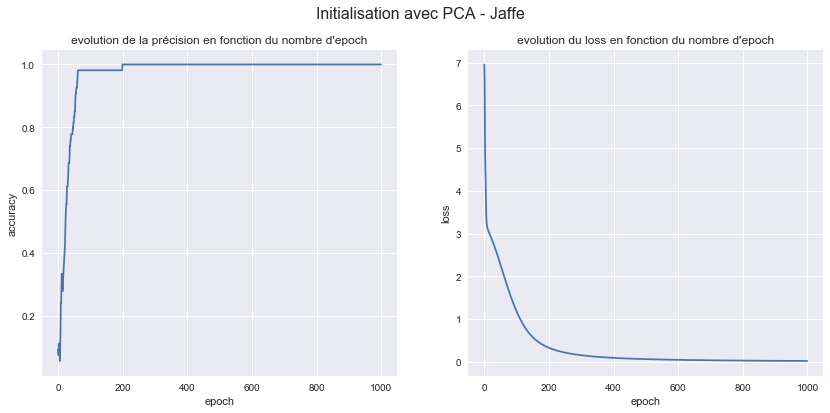 Initialisation avec PCA - Jaffe
evolution de la précision en fonction du nombre d'epoch
1.0
0.8
0.6
0.4
0.2
accuracy
0 200 400 600 800 1000
epoch
evolution du loss en fonction du nombre d'epoch
7
6
5
4
3
2
1
0
loss
0 200 400 600 800 1000
epoch